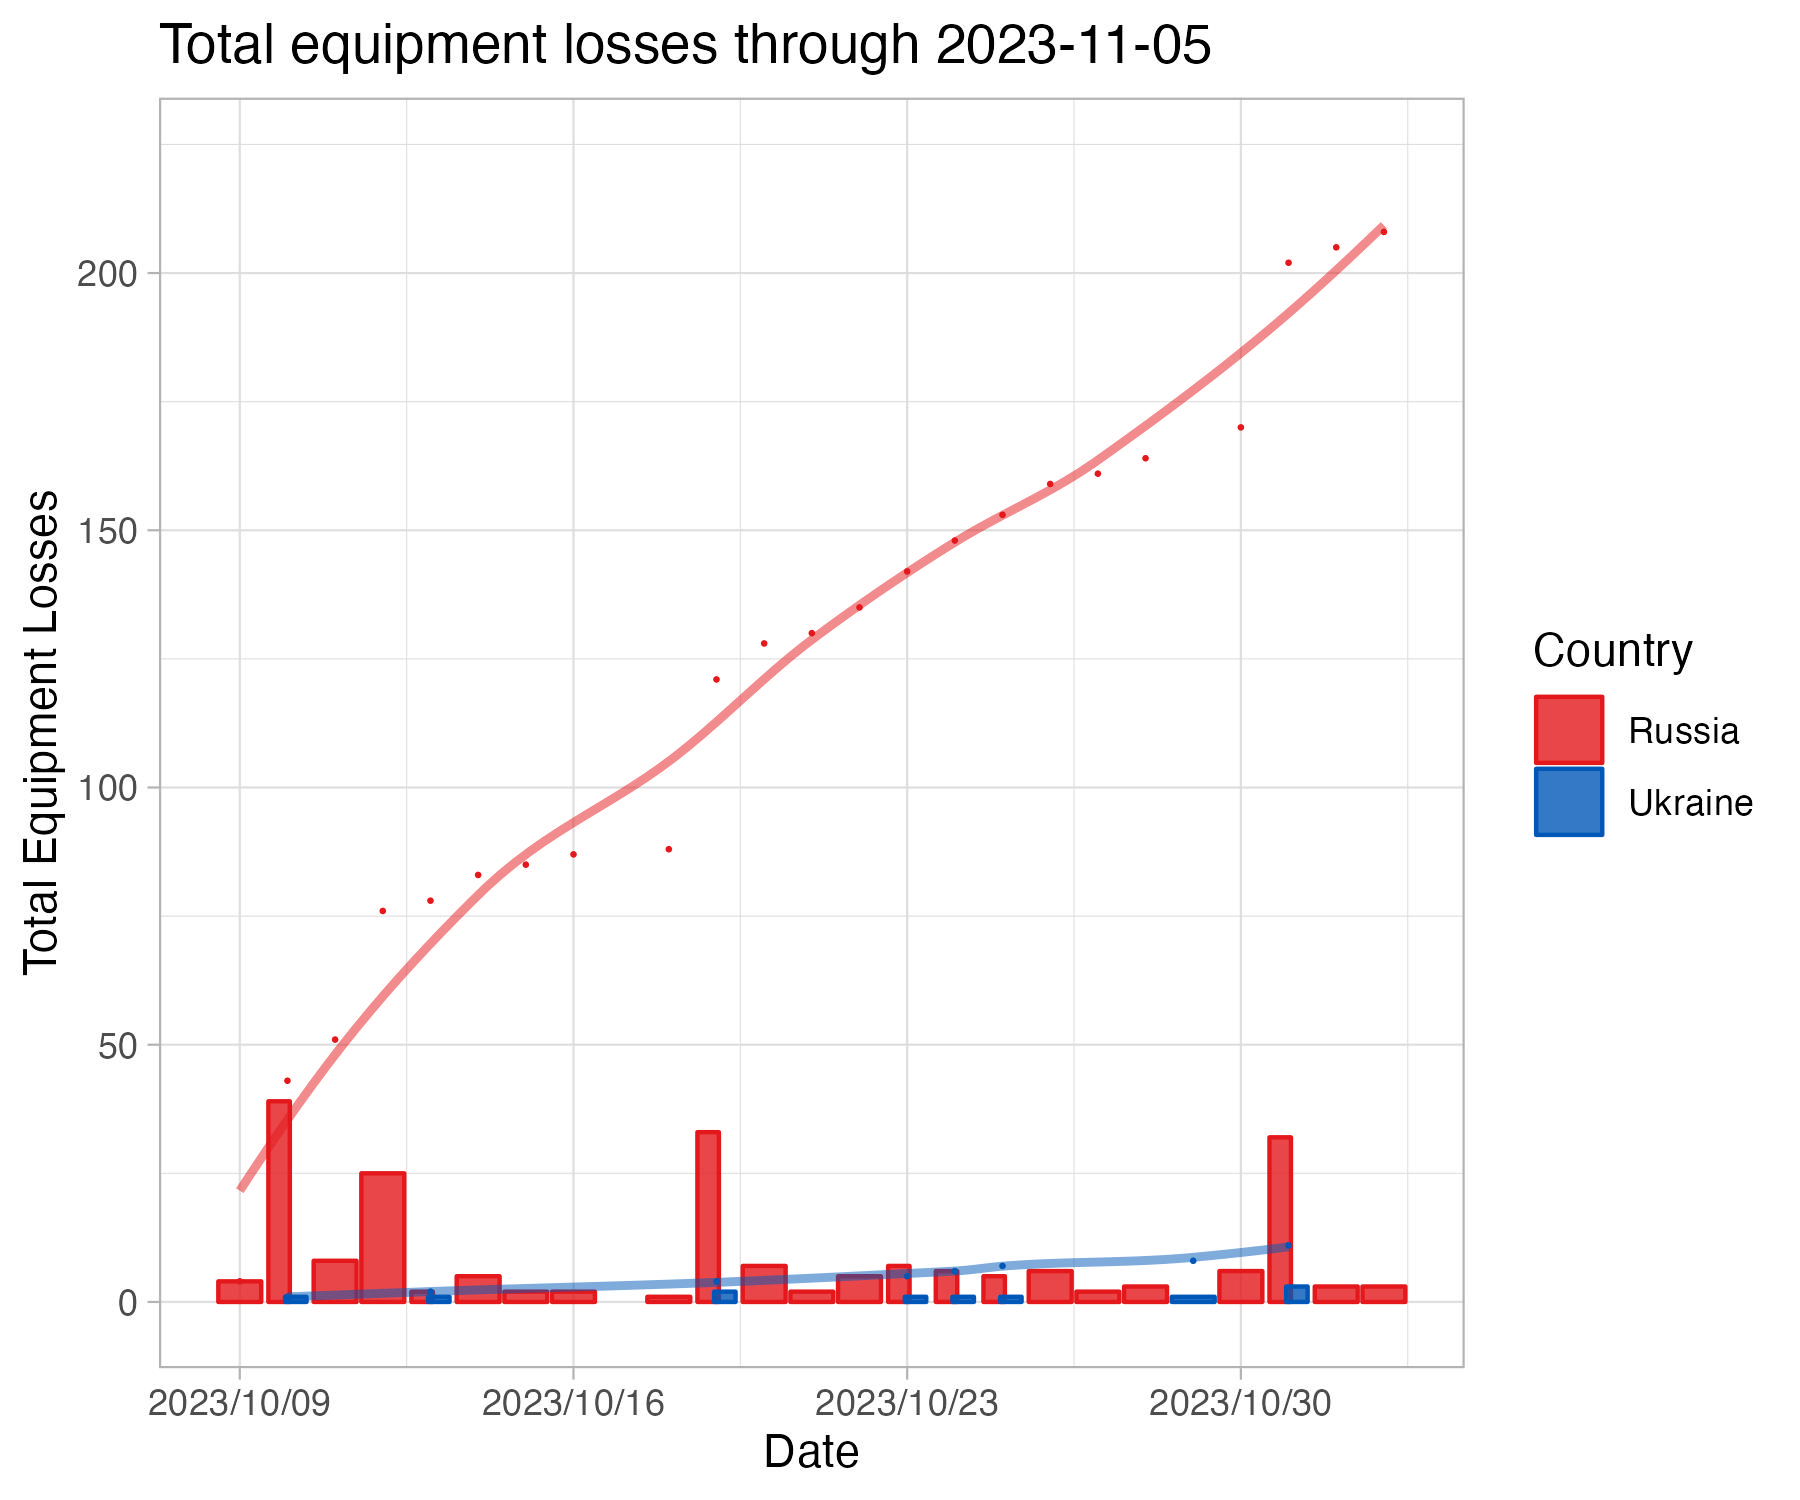 Total equipment losses through 2023-11-05
Total Equipment Losses
200
150
100
50
0
2023/10/09 2023/10/16 2023/10/23 2023/10/30
Date
Country
Russia
Ukraine